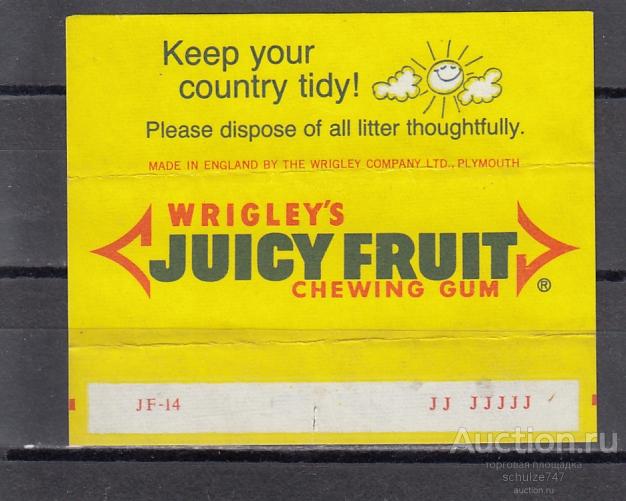 Keep your
country tidy!
Please dispose of all litter thoughtfully.
MADE IN ENGLAND BY THE WRIGLEY COMPANY LTD., PLYMOUTH
WRIGLEY'S
JUICY FRUIT
CHEWING GUM ®
JF-14 JJ JJJJJ
Auction.ru
торговая площадка
schulze747
auction.ru